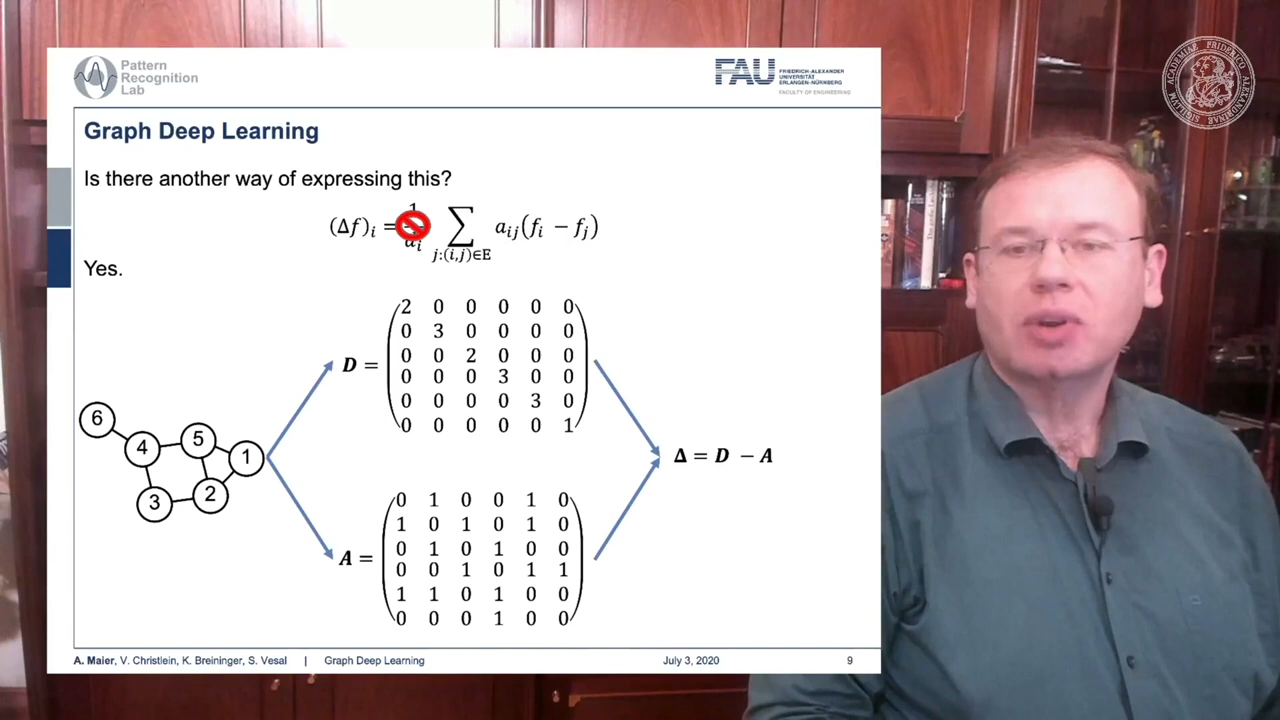 Pattern
Recognition
Lab
FAU
FRIEDRICH-ALEXANDER
UNIVERSITÄT
ERLANGEN-NÜRNBERG
FACULTY OF ENGINEERING
Graph Deep Learning
Is there another way of expressing this?
(Δf)ᵢ = 1 ∑ aᵢⱼ(fᵢ − fⱼ)
j:(i,j)∈E
Yes.
D =
2 0 0 0 0 0
0 3 0 0 0 0
0 0 2 0 0 0
0 0 0 3 0 0
0 0 0 0 3 0
0 0 0 0 0 1
6
4
5
1
3
2
Δ = D − A
A =
0 1 0 0 1 0
1 0 1 0 1 0
0 1 0 1 0 0
0 0 1 0 1 1
1 1 0 1 0 0
0 0 0 1 0 0
A. Maier, V. Christlein, K. Breininger, S. Vesal | Graph Deep Learning July 3, 2020 9